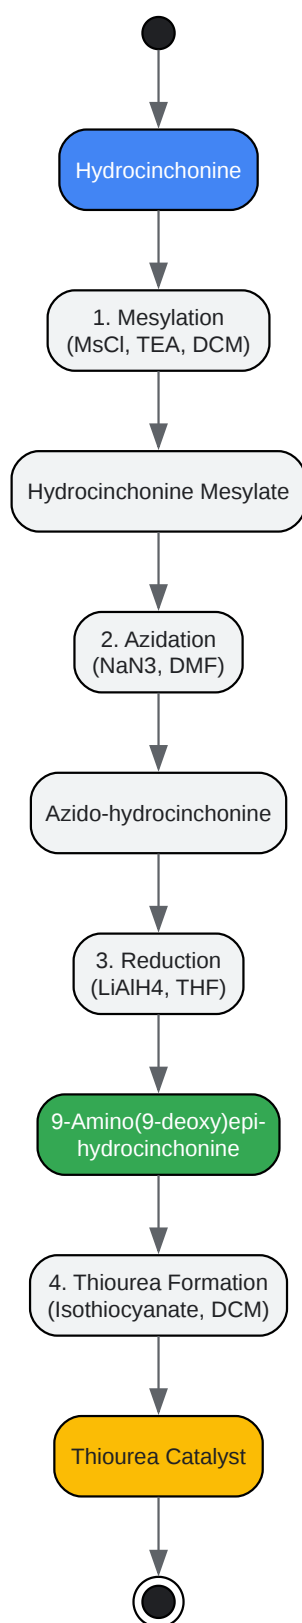 Hydrocinchonine
1. Mesylation
(MsCl, TEA, DCM)
Hydrocinchonine Mesylate
2. Azidation
(NaN3, DMF)
Azido-hydrocinchonine
3. Reduction
(LiAlH4, THF)
9-Amino(9-deoxy)epi-
hydrocinchonine
4. Thiourea Formation
(Isothiocyanate, DCM)
Thiourea Catalyst